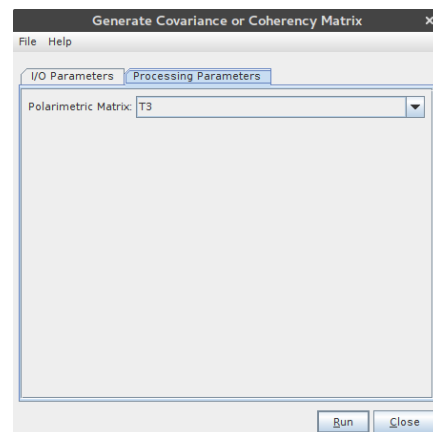 Generate Covariance or Coherency Matrix ×
File Help
I/O Parameters Processing Parameters
Polarimetric Matrix: T3
Run Close